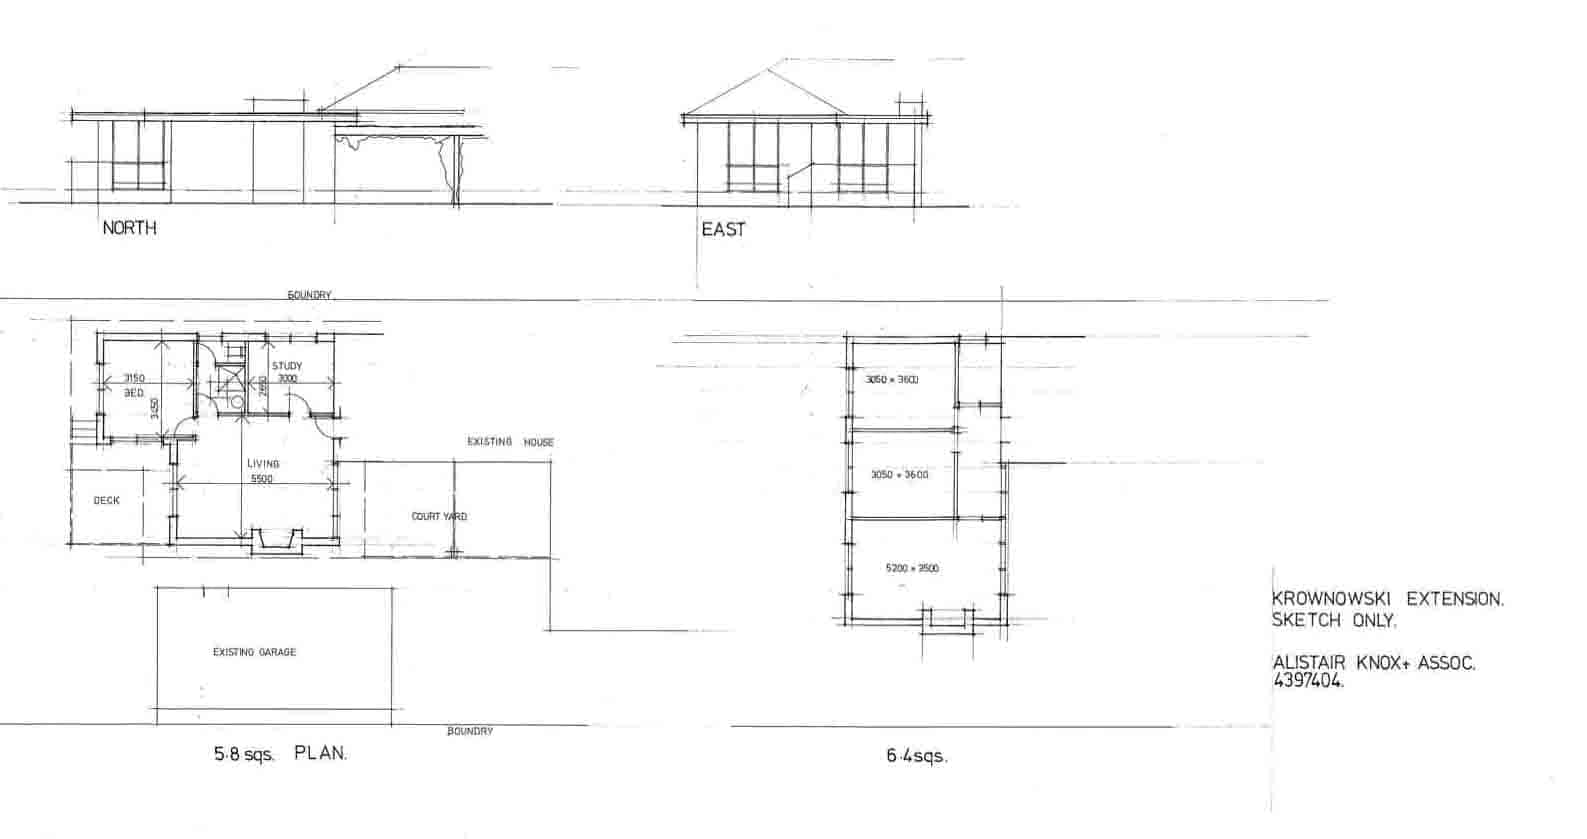 NORTH
EAST
BOUNDRY
STUDY
3000
2650
3150
BED.
3450
3050 × 3600
EXISTING HOUSE
LIVING
5500
3050 × 3600
DECK
COURT YARD
5200 × 3500
KROWNOWSKI EXTENSION.
SKETCH ONLY.
EXISTING GARAGE
ALISTAIR KNOX+ ASSOC.
4397404.
BOUNDRY
5·8 sqs. PLAN.
6·4sqs.